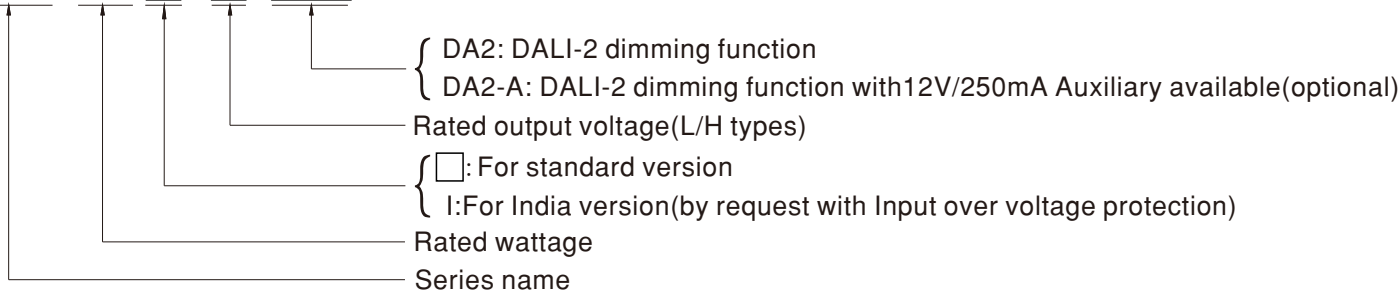 DA2: DALI-2 dimming function
DA2-A: DALI-2 dimming function with12V/250mA Auxiliary available(optional)
Rated output voltage(L/H types)
□: For standard version
I:For India version(by request with Input over voltage protection)
Rated wattage
Series name